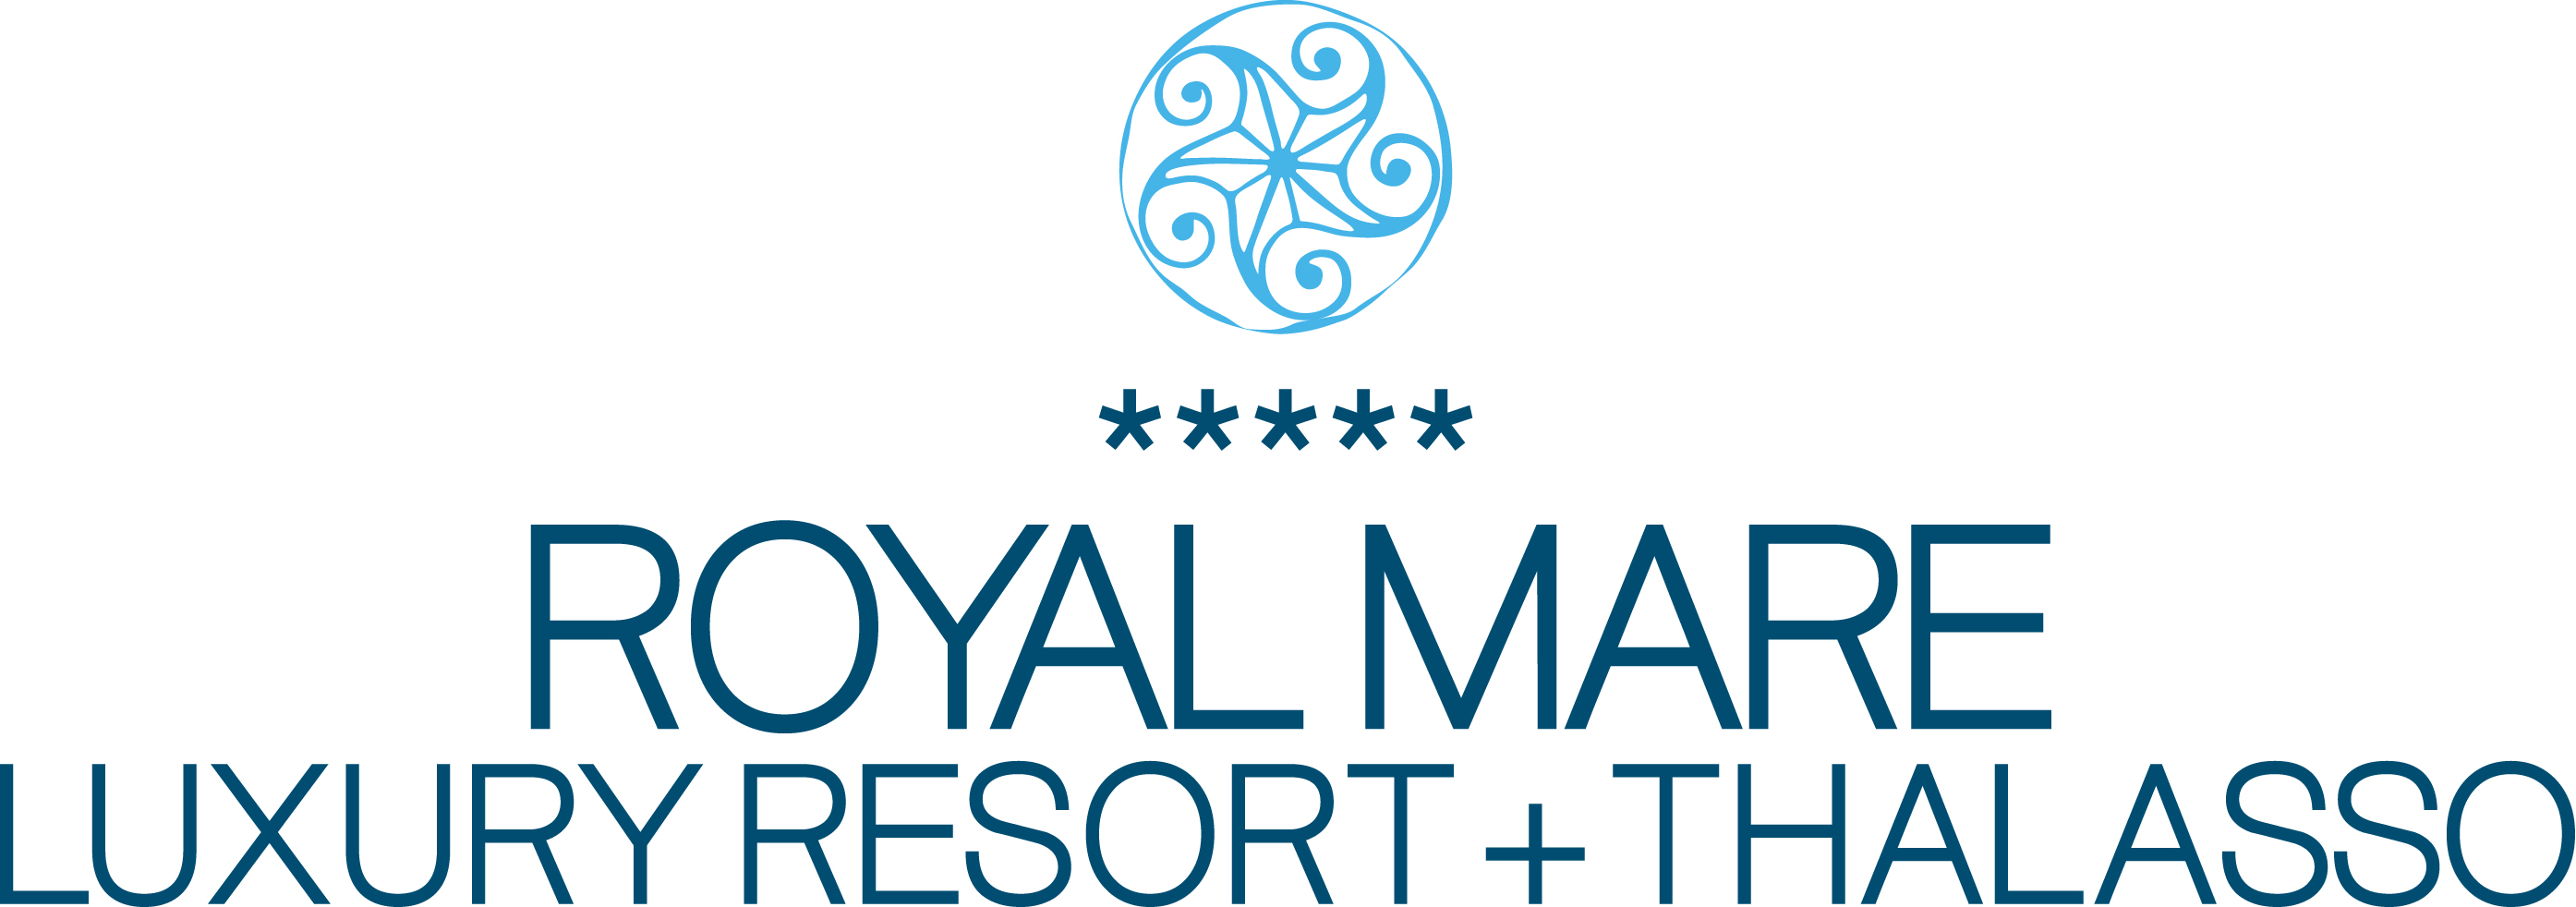 *****
ROYAL MARE
LUXURY RESORT + THALASSO